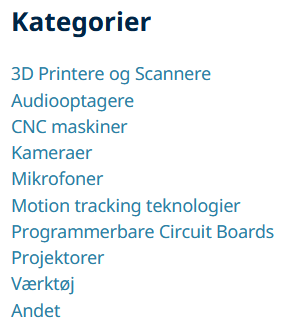 Kategorier
3D Printere og Scannere
Audiooptagere
CNC maskiner
Kameraer
Mikrofoner
Motion tracking teknologier
Programmerbare Circuit Boards
Projektorer
Værktøj
Andet